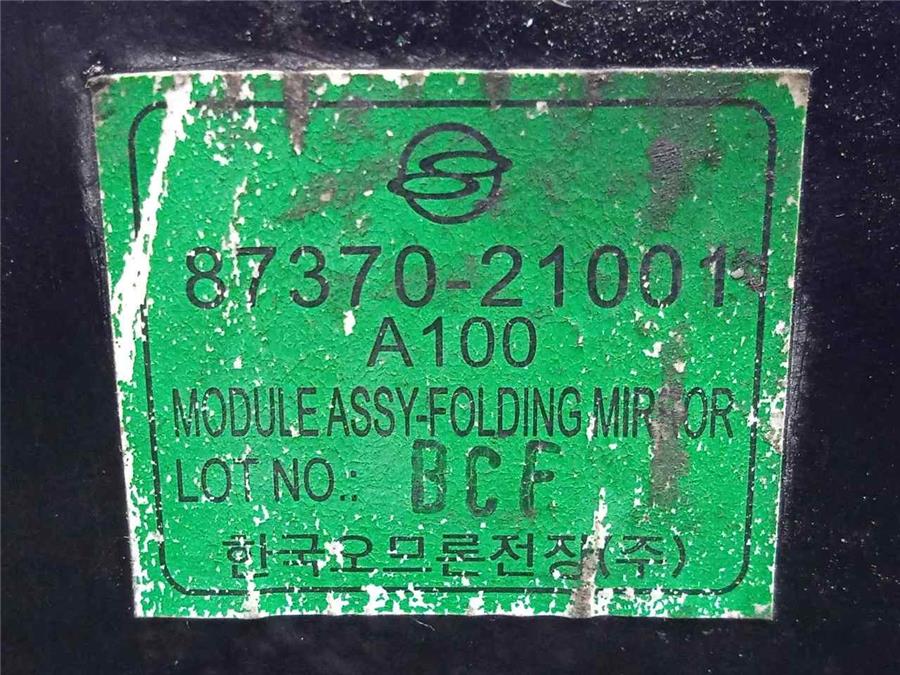 87370-21001
A100
MODULE ASSY-FOLDING MIRROR
LOT NO.: BCF
한국오므론전장(주)